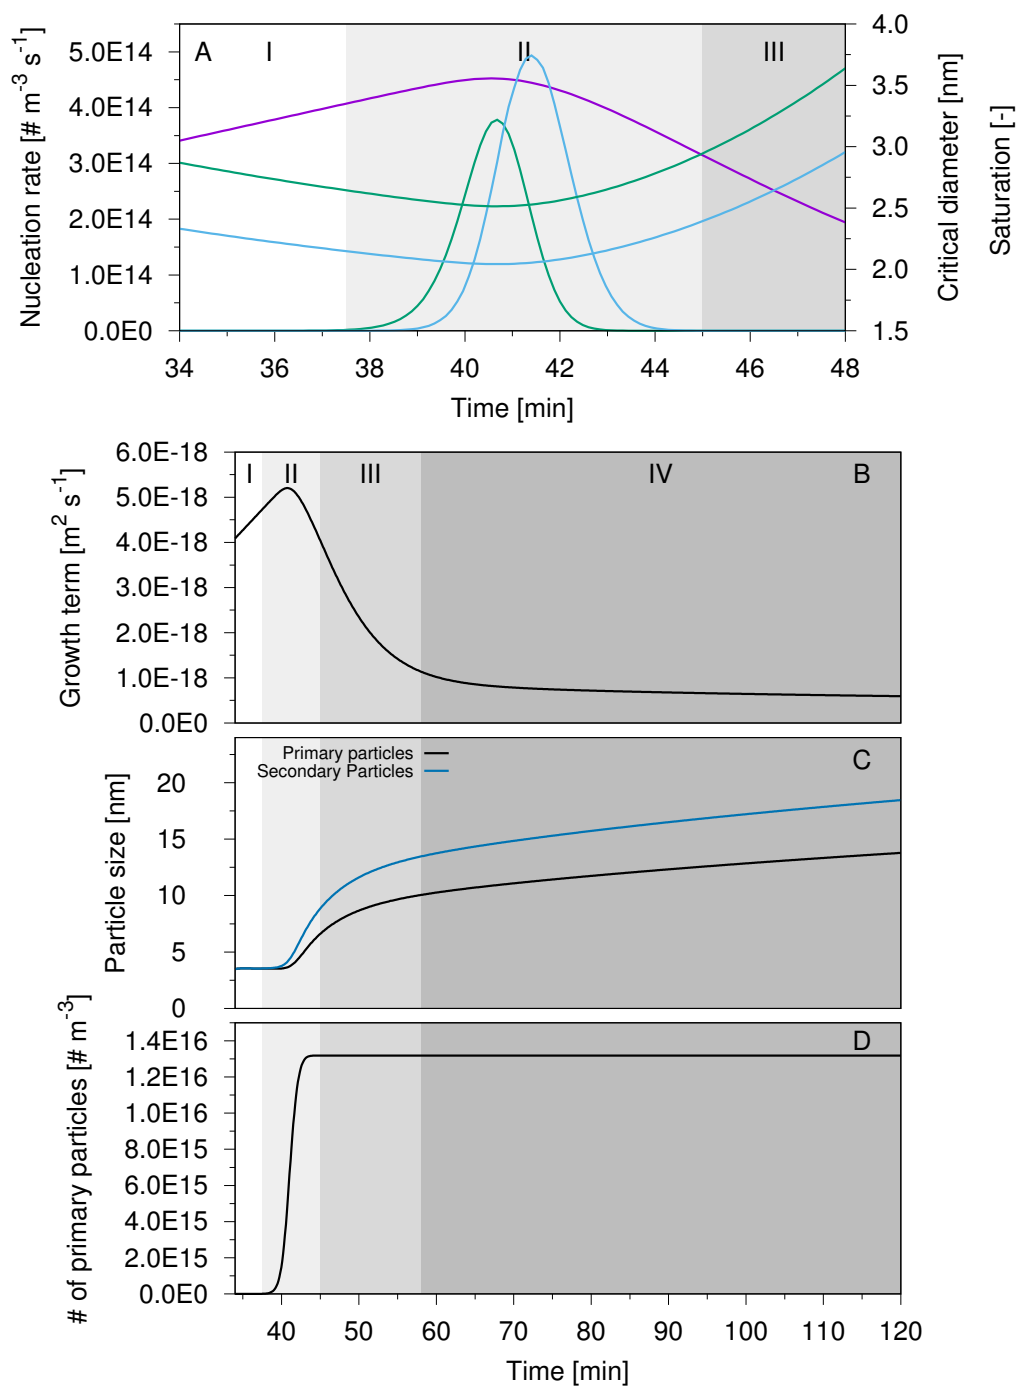 Nucleation rate [# m-3 s-1]
5.0E14
4.0E14
3.0E14
2.0E14
1.0E14
0.0E0
A
I
II
III
4.0
3.5
3.0
2.5
2.0
1.5
Critical diameter [nm]
Saturation [-]
34 36 38 40 42 44 46 48
Time [min]
Growth term [m2 s-1]
6.0E-18
5.0E-18
4.0E-18
3.0E-18
2.0E-18
1.0E-18
0.0E0
I
II
III
IV
B
Particle size [nm]
20
15
10
5
0
Primary particles
Secondary Particles
C
# of primary particles [# m-3]
1.4E16
1.2E16
1.0E16
8.0E15
6.0E15
4.0E15
2.0E15
0.0E0
D
40 50 60 70 80 90 100 110 120
Time [min]